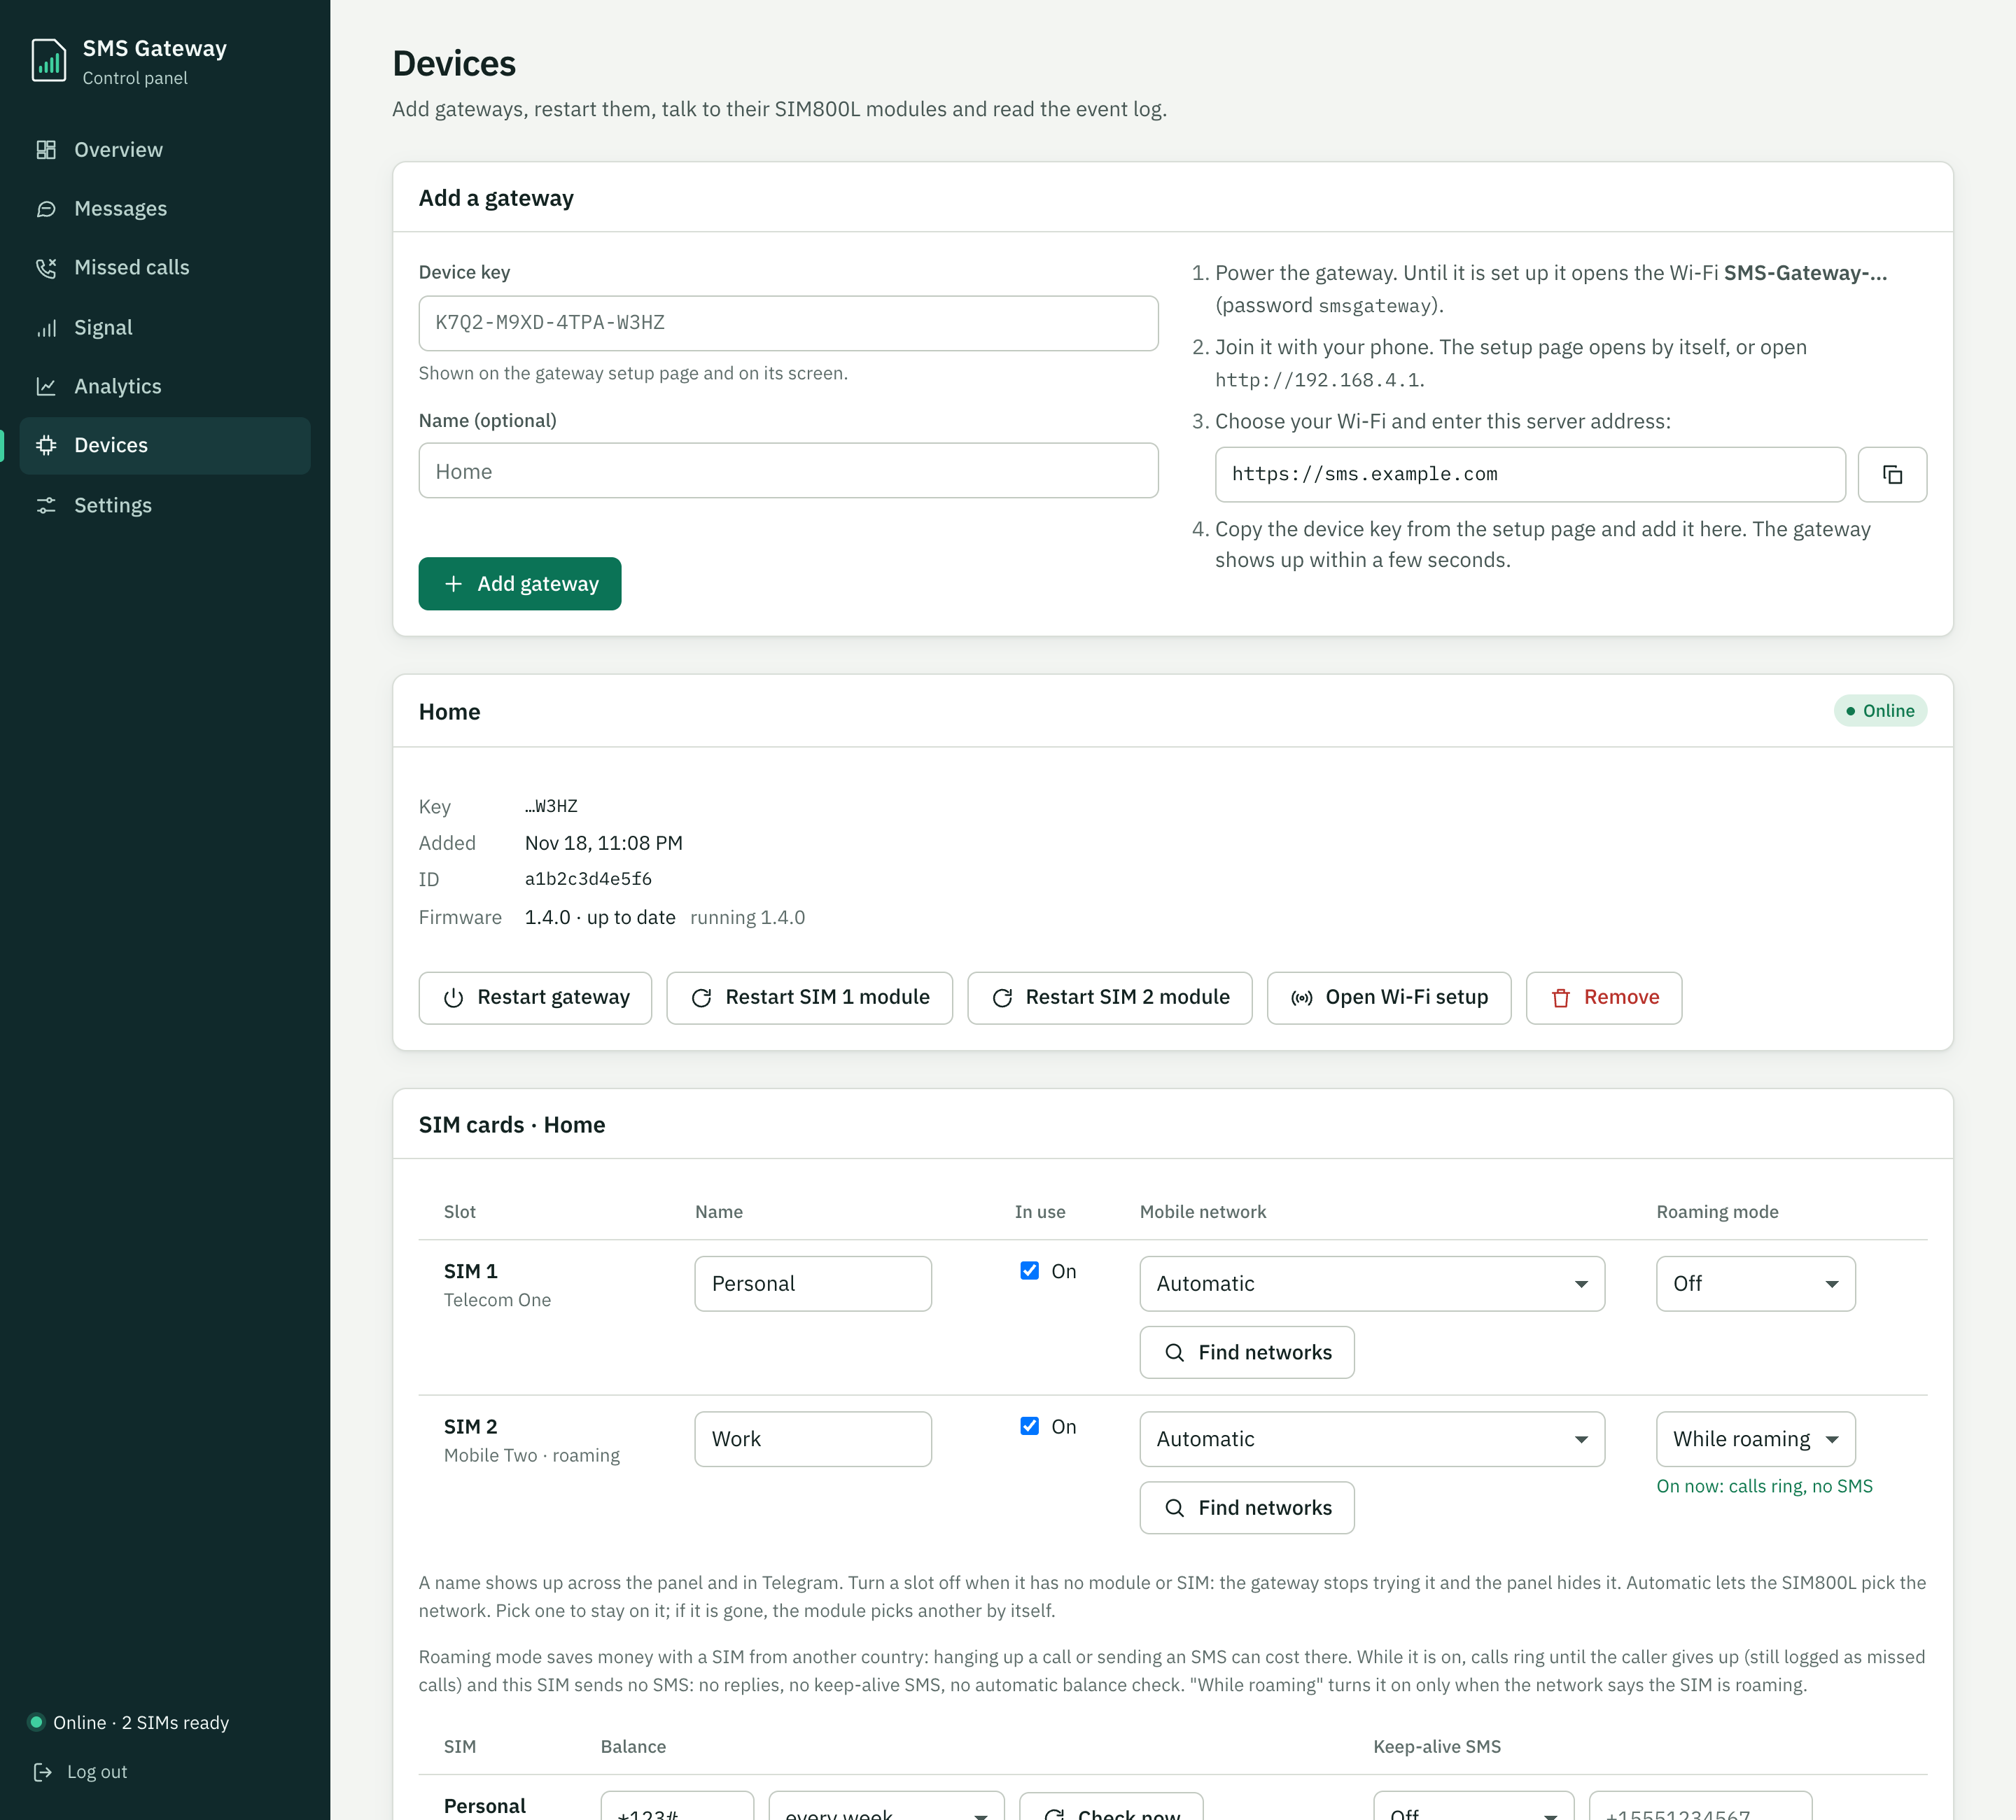 SMS Gateway
Control panel
Overview
Messages
Missed calls
Signal
Analytics
Devices
Settings
Online · 2 SIMs ready
Log out
Devices
Add gateways, restart them, talk to their SIM800L modules and read the event log.
Add a gateway
Device key
K7Q2-M9XD-4TPA-W3HZ
Shown on the gateway setup page and on its screen.
Name (optional)
Home
Add gateway
1. Power the gateway. Until it is set up it opens the Wi-Fi SMS-Gateway-...
(password smsgateway).
2. Join it with your phone. The setup page opens by itself, or open
http://192.168.4.1.
3. Choose your Wi-Fi and enter this server address:
https://sms.example.com
4. Copy the device key from the setup page and add it here. The gateway
shows up within a few seconds.
Home
Online
Key …W3HZ
Added Nov 18, 11:08 PM
ID a1b2c3d4e5f6
Firmware 1.4.0 · up to date running 1.4.0
Restart gateway Restart SIM 1 module Restart SIM 2 module Open Wi-Fi setup Remove
SIM cards · Home
Slot Name In use Mobile network Roaming mode
SIM 1 Personal On Automatic Off
Telecom One
Find networks
SIM 2 Work On Automatic While roaming
Mobile Two · roaming
On now: calls ring, no SMS
Find networks
A name shows up across the panel and in Telegram. Turn a slot off when it has no module or SIM: the gateway stops trying it and the panel hides it. Automatic lets the SIM800L pick the
network. Pick one to stay on it; if it is gone, the module picks another by itself.
Roaming mode saves money with a SIM from another country: hanging up a call or sending an SMS can cost there. While it is on, calls ring until the caller gives up (still logged as missed
calls) and this SIM sends no SMS: no replies, no keep-alive SMS, no automatic balance check. "While roaming" turns it on only when the network says the SIM is roaming.
SIM Balance Keep-alive SMS
Personal *123# every week Check now Off +15551234567